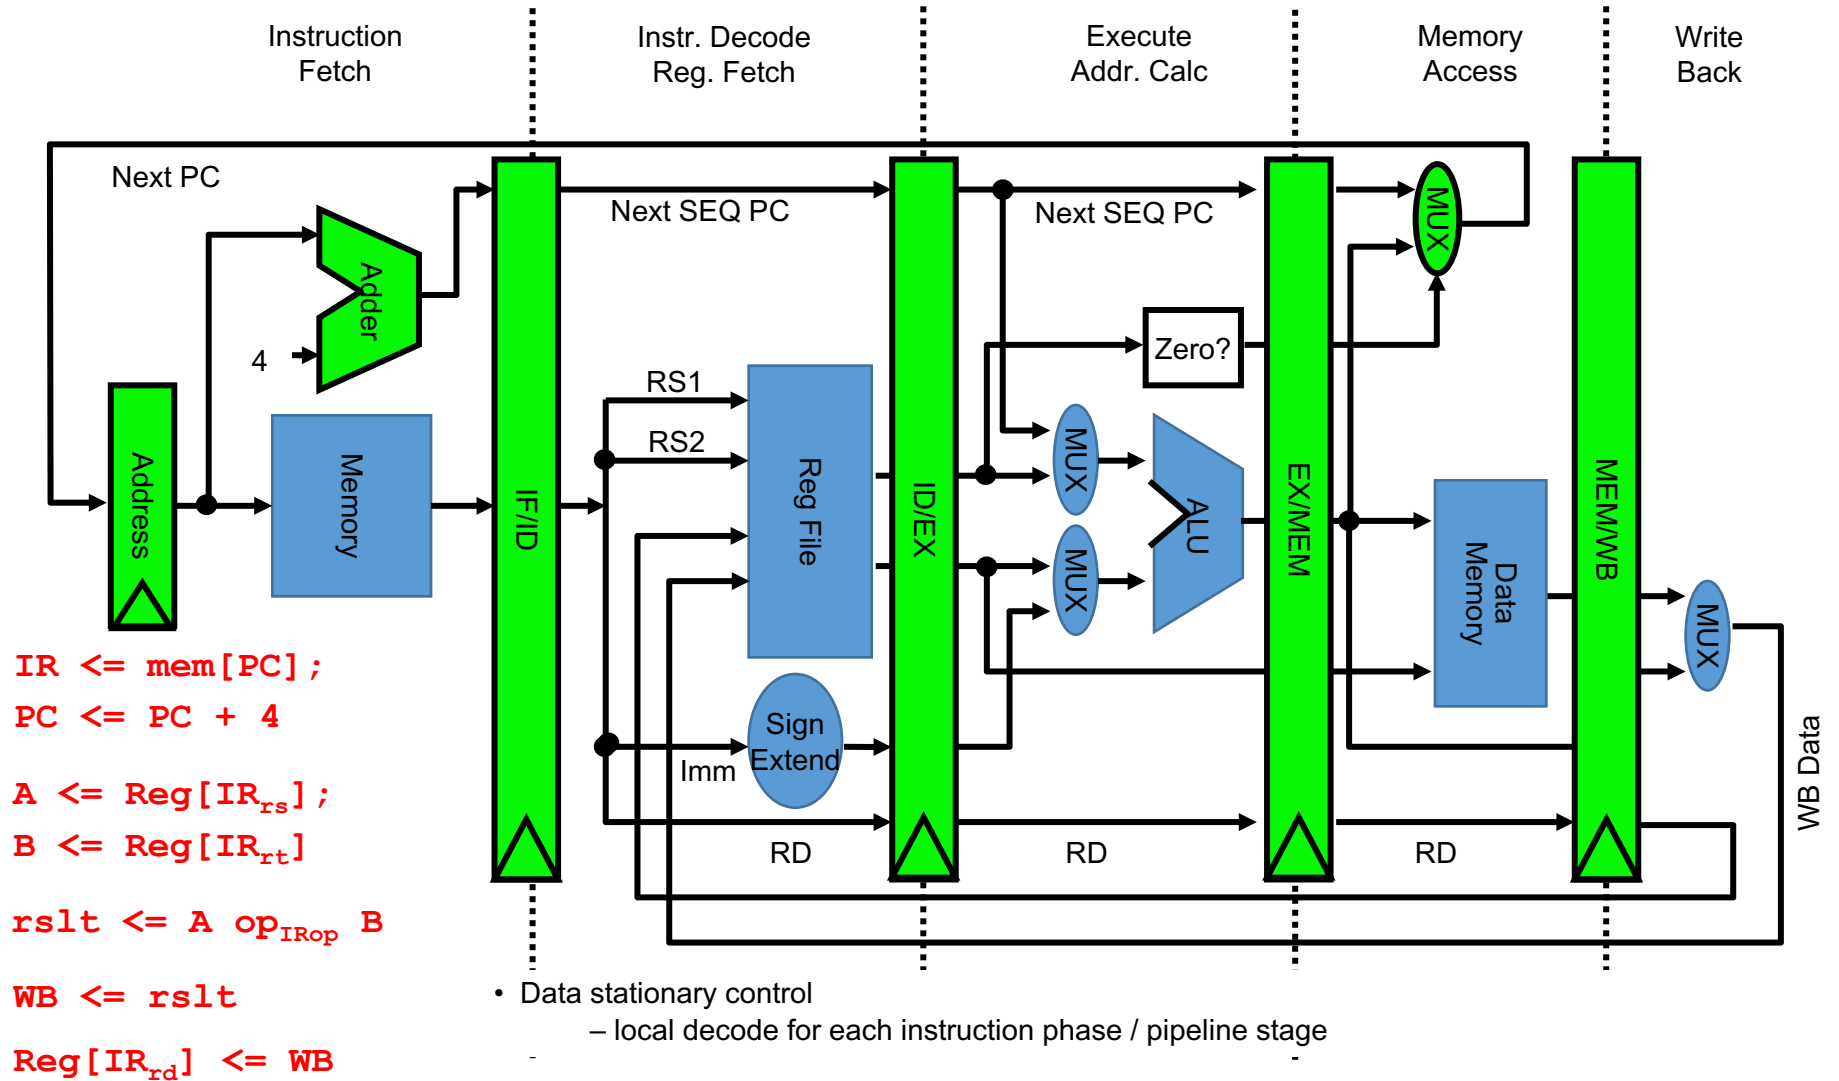 Instruction
Fetch
Instr. Decode
Reg. Fetch
Execute
Addr. Calc
Memory
Access
Write
Back
Next PC
Next SEQ PC
Next SEQ PC
MUX
Adder
4
Zero?
RS1
RS2
Address
Memory
IF/ID
Reg File
ID/EX
MUX
MUX
ALU
EX/MEM
Data
Memory
MEM/WB
MUX
Sign
Extend
Imm
RD
RD
RD
WB Data
IR <= mem[PC];
PC <= PC + 4
A <= Reg[IRrs];
B <= Reg[IRrt]
rslt <= A opIRop B
WB <= rslt
Reg[IRrd] <= WB
• Data stationary control
– local decode for each instruction phase / pipeline stage